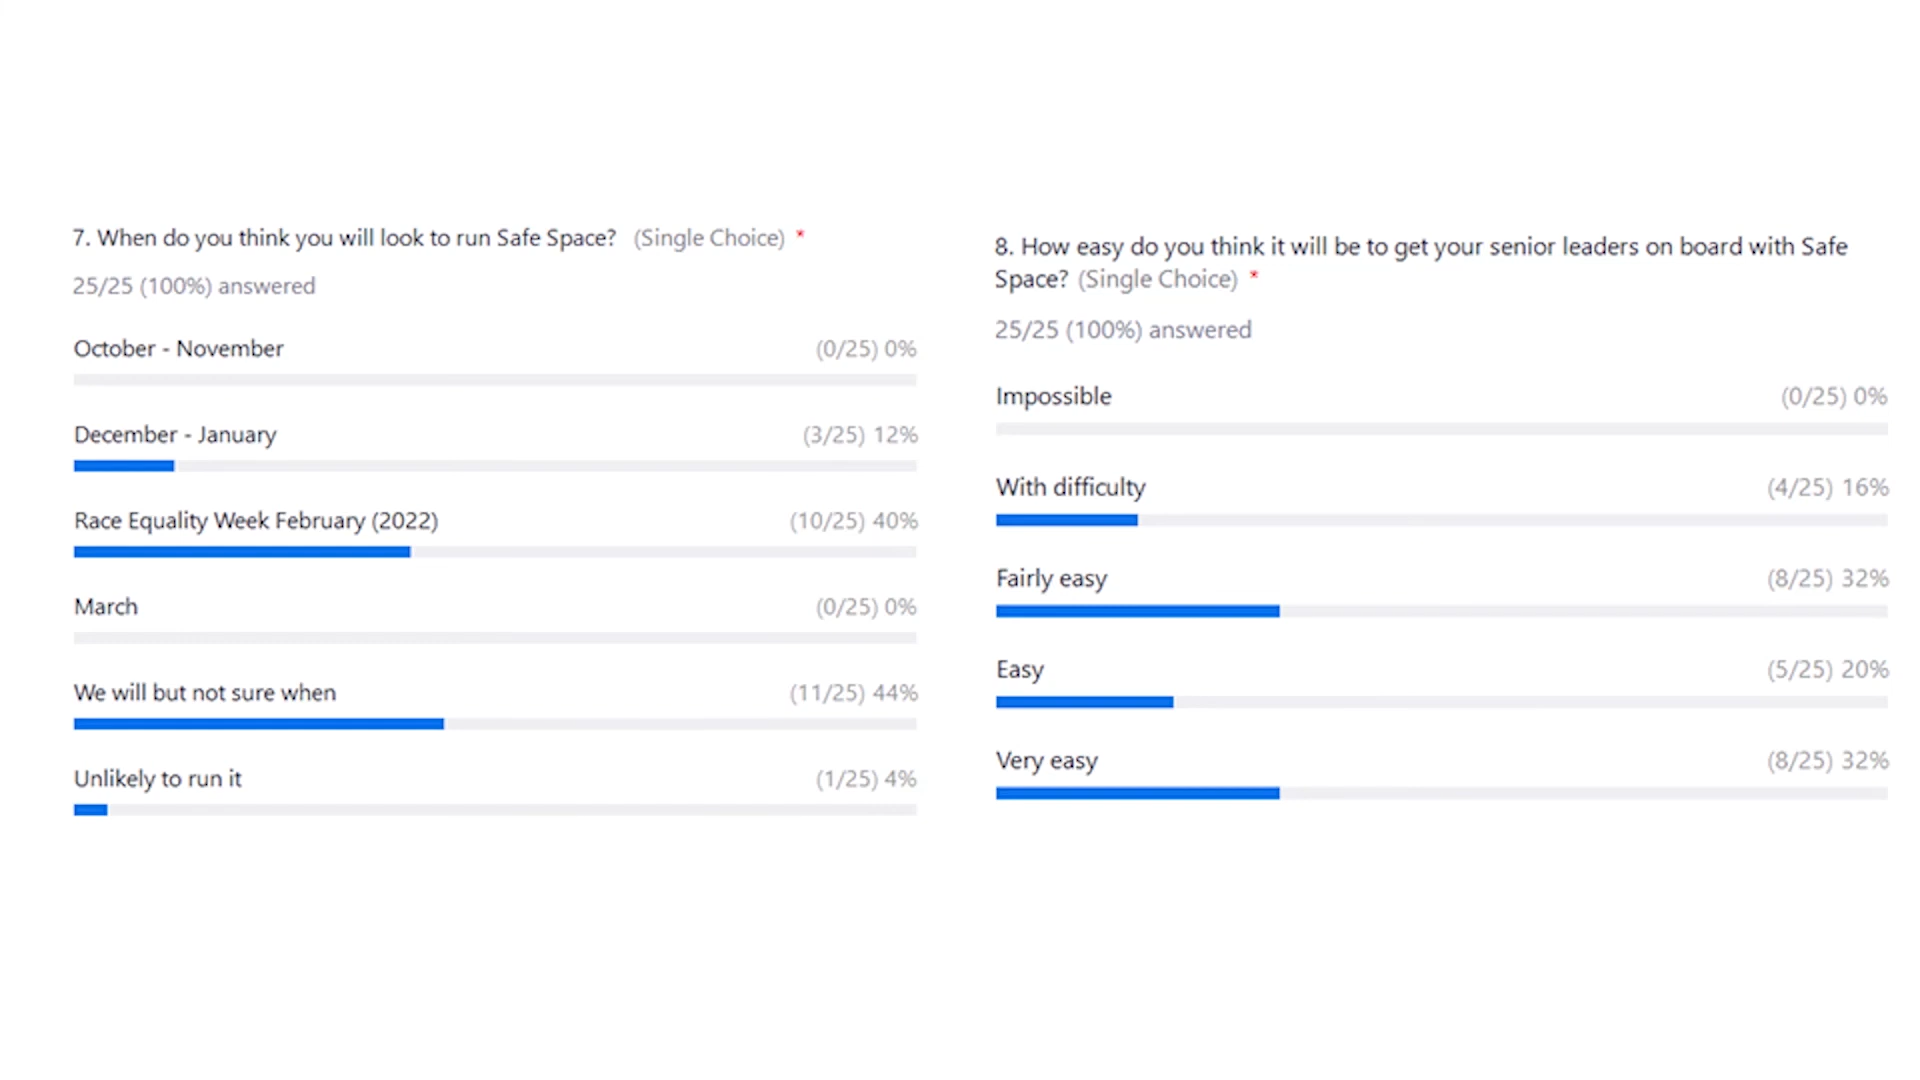 7. When do you think you will look to run Safe Space? (Single Choice) *
25/25 (100%) answered
October - November (0/25) 0%
December - January (3/25) 12%
Race Equality Week February (2022) (10/25) 40%
March (0/25) 0%
We will but not sure when (11/25) 44%
Unlikely to run it (1/25) 4%
8. How easy do you think it will be to get your senior leaders on board with Safe
Space? (Single Choice) *
25/25 (100%) answered
Impossible (0/25) 0%
With difficulty (4/25) 16%
Fairly easy (8/25) 32%
Easy (5/25) 20%
Very easy (8/25) 32%